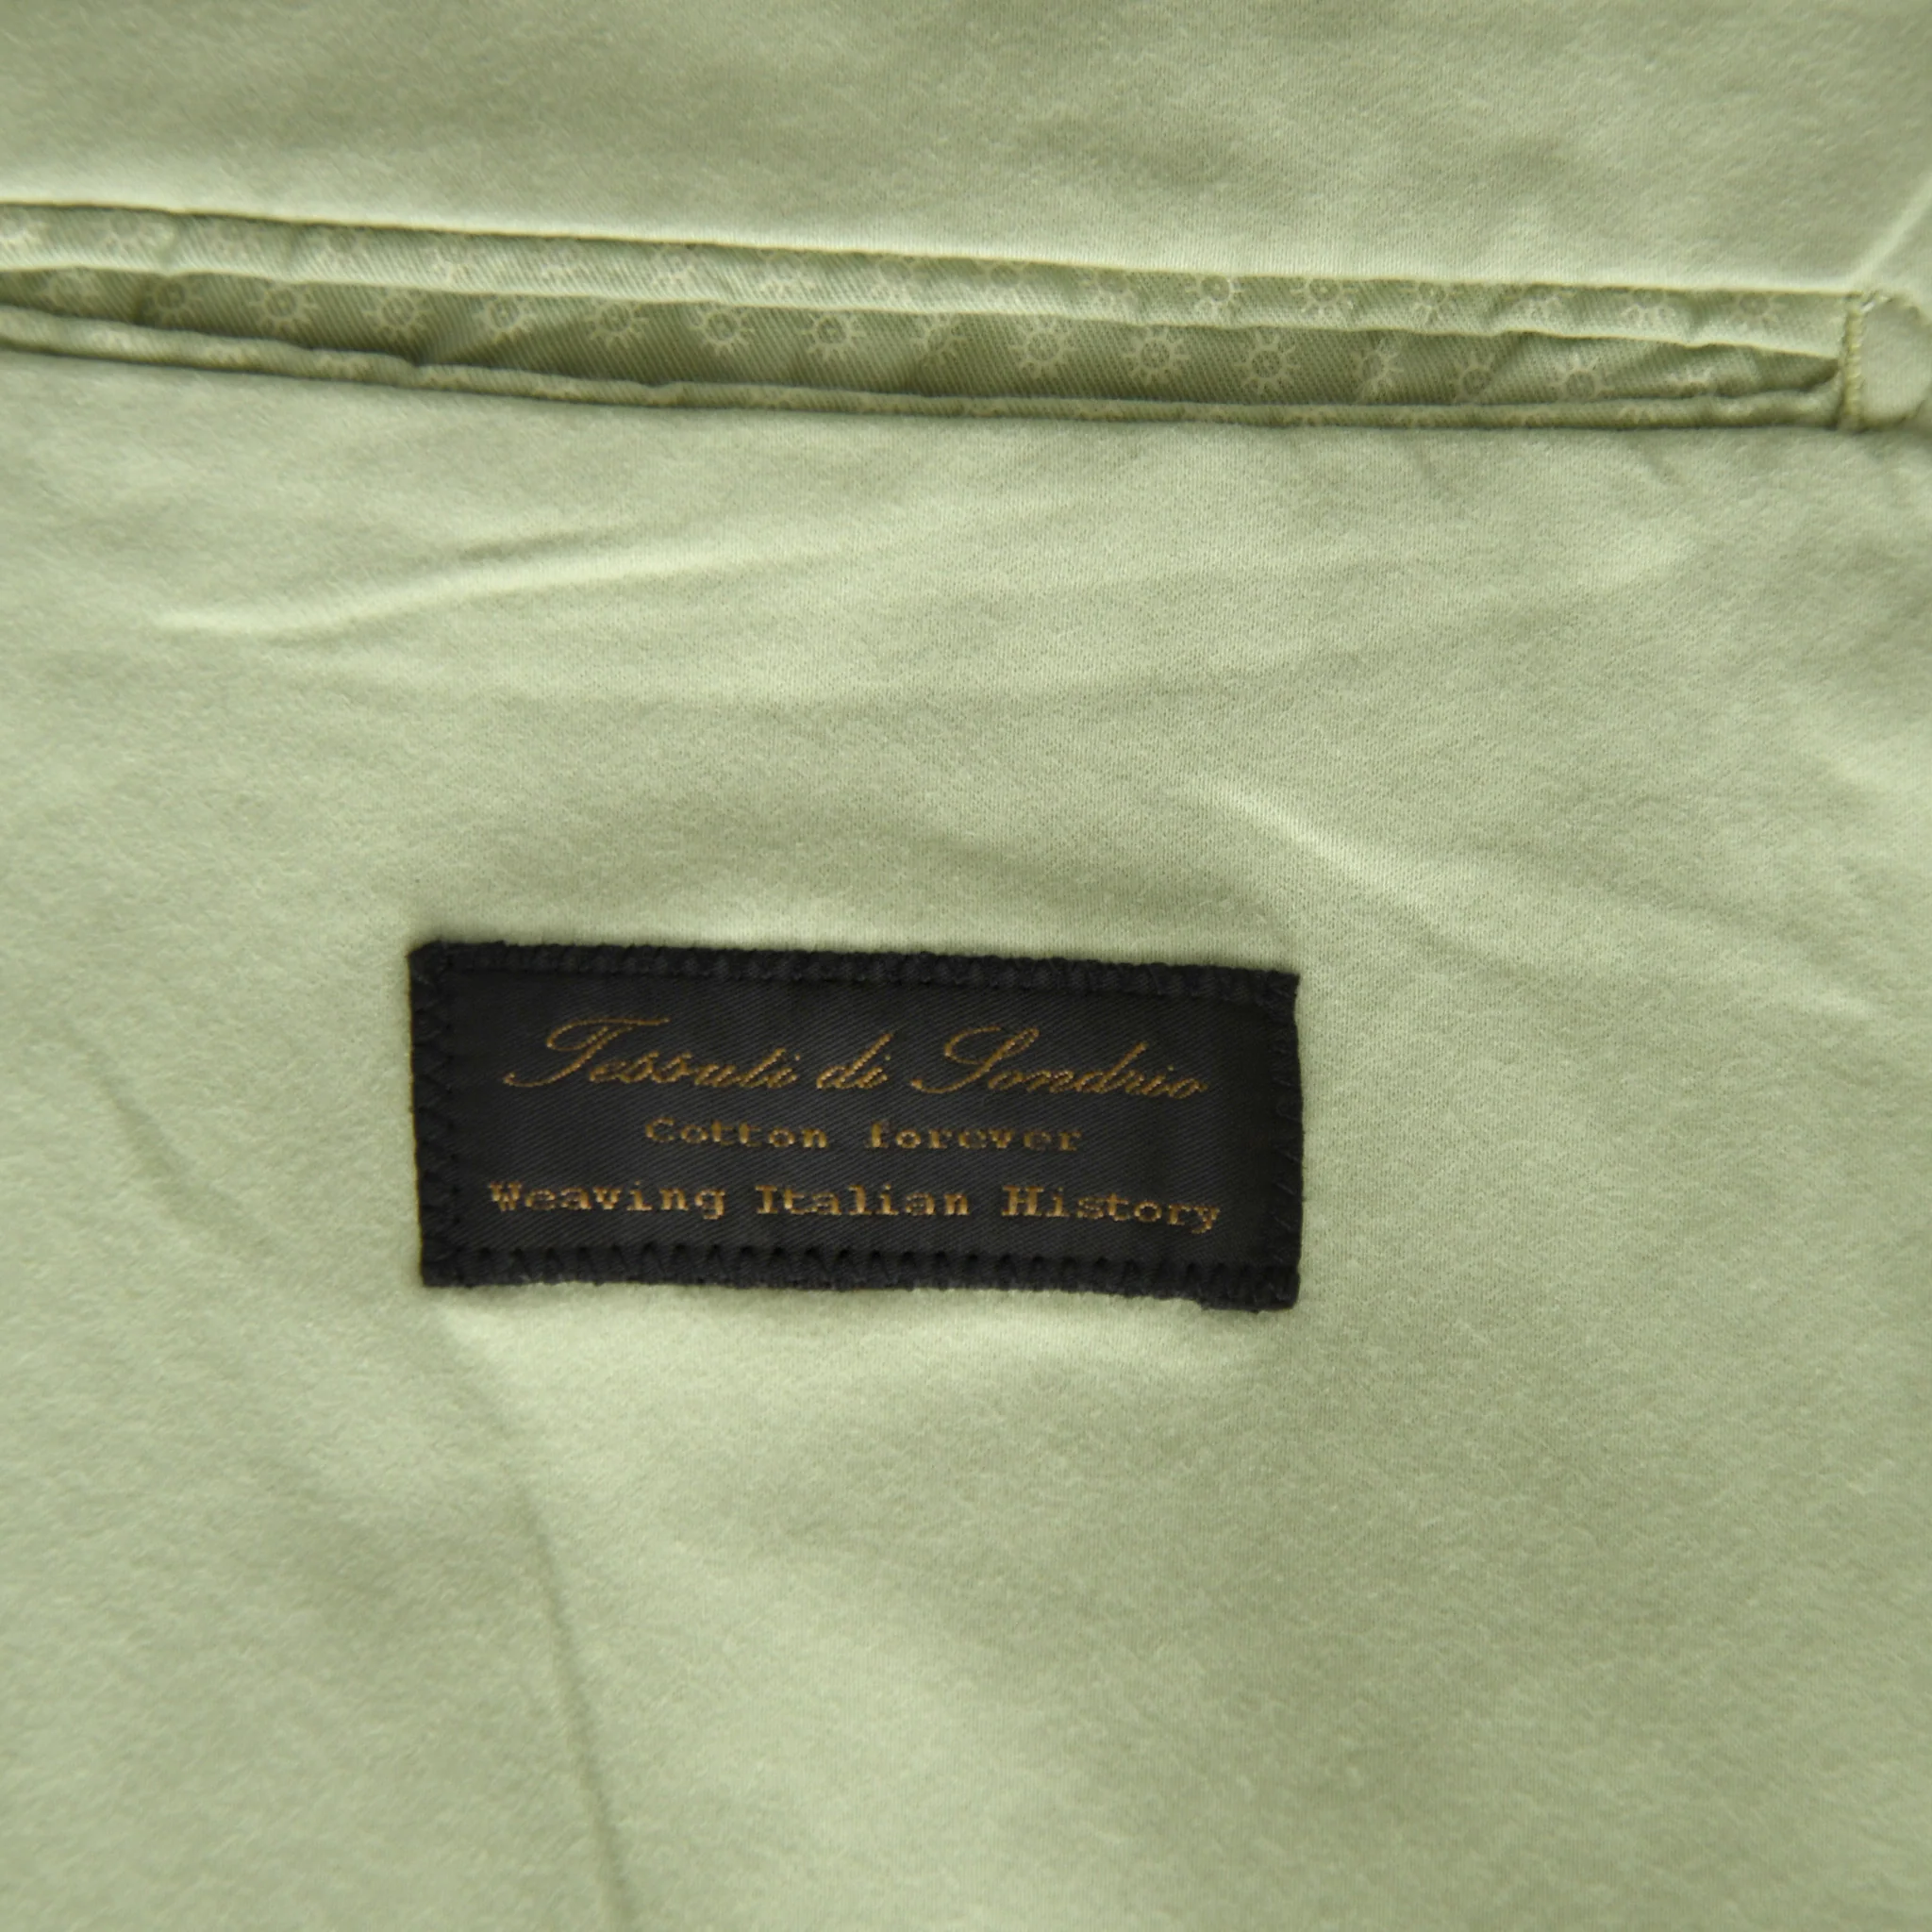 Tessuti di Sondrio
Cotton forever
Weaving Italian History